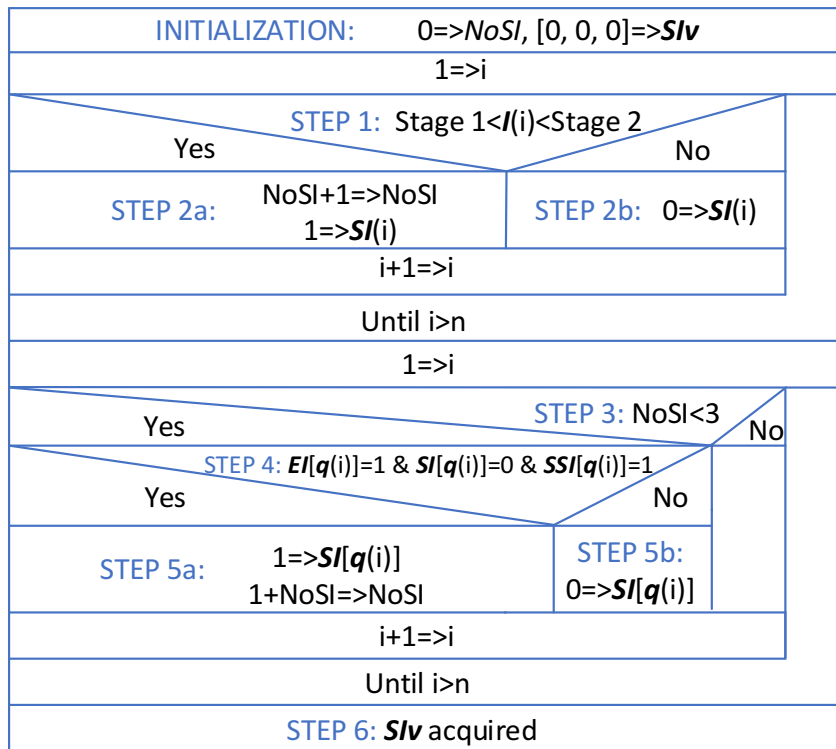 INITIALIZATION: 0=>NoSI, [0, 0, 0]=>SIv
1=>i
STEP 1: Stage 1<I(i)<Stage 2
Yes
No
STEP 2a: NoSI+1=>NoSI
1=>SI(i)
STEP 2b: 0=>SI(i)
i+1=>i
Until i>n
1=>i
STEP 3: NoSI<3
Yes
No
STEP 4: EI[q(i)]=1 & SI[q(i)]=0 & SSI[q(i)]=1
Yes
No
STEP 5a: 1=>SI[q(i)]
1+NoSI=>NoSI
STEP 5b:
0=>SI[q(i)]
i+1=>i
Until i>n
STEP 6: SIv acquired